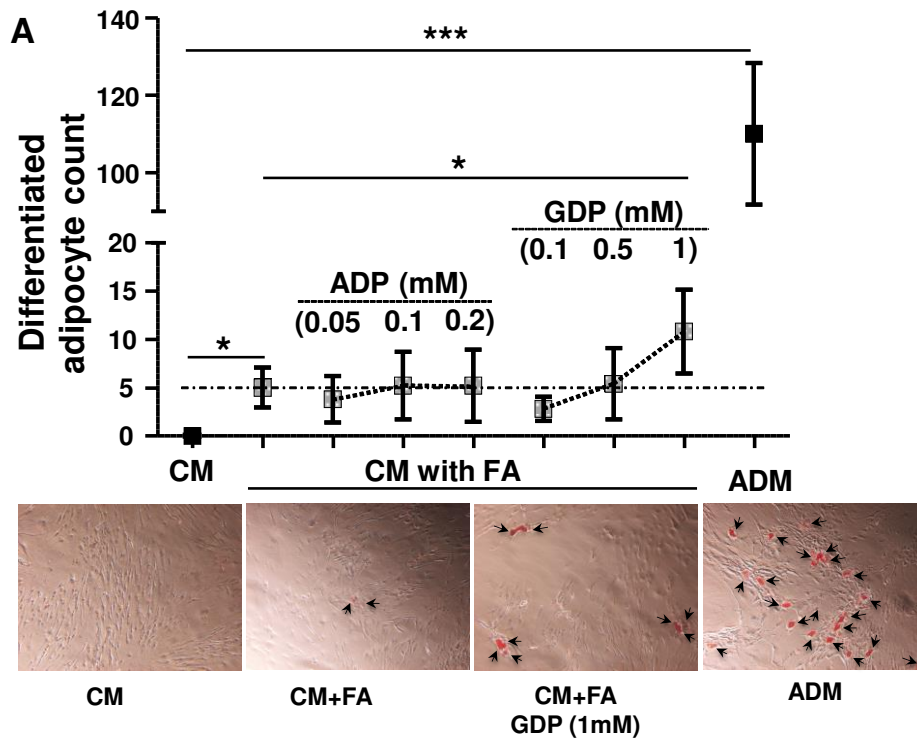 A
Differentiated
adipocyte count
140
120
100
20
15
10
5
0
***
*
*
GDP (mM)
(0.1 0.5 1)
ADP (mM)
(0.05 0.1 0.2)
CM
CM with FA
ADM
CM
CM+FA
CM+FA
GDP (1mM)
ADM